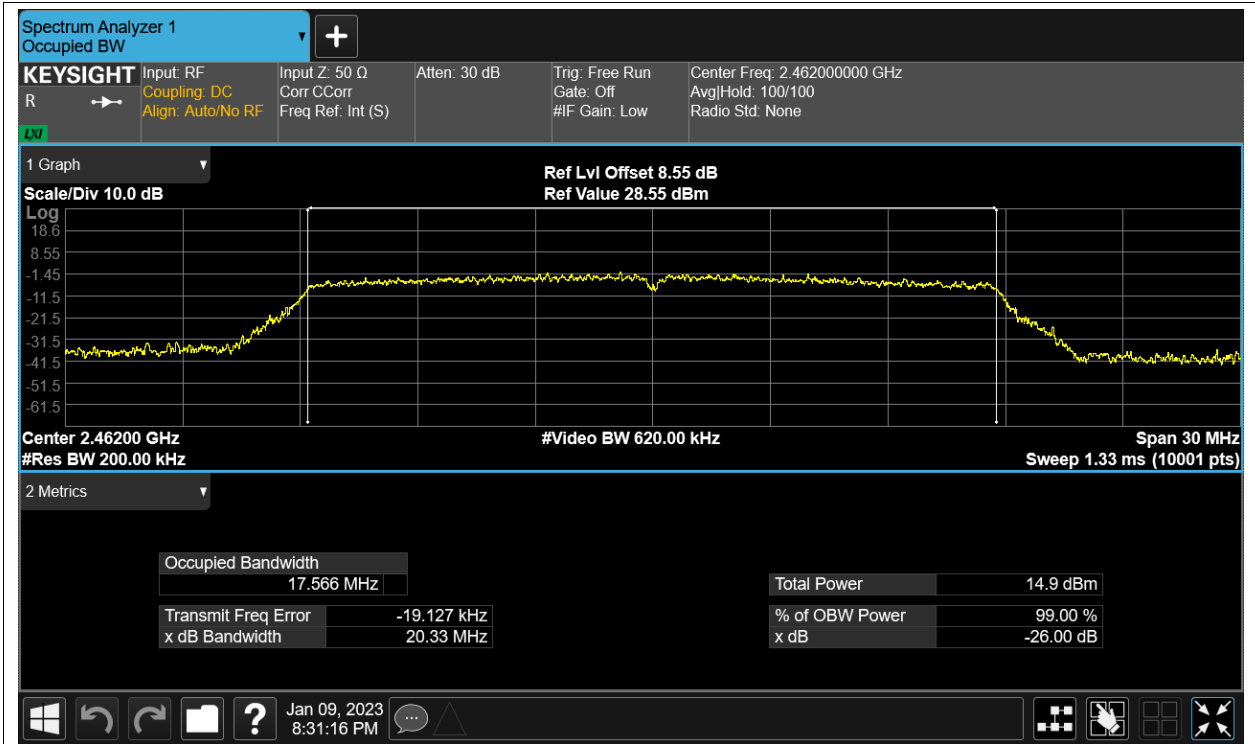 Spectrum Analyzer 1
Occupied BW
+
KEYSIGHT
R
LXI
Input: RF
Coupling: DC
Align: Auto/No RF
Input Z: 50 Ω
Corr CCorr
Freq Ref: Int (S)
Atten: 30 dB
Trig: Free Run
Gate: Off
#IF Gain: Low
Center Freq: 2.462000000 GHz
Avg|Hold: 100/100
Radio Std: None
1 Graph
Scale/Div 10.0 dB
Ref Lvl Offset 8.55 dB
Ref Value 28.55 dBm
Log
18.6
8.55
-1.45
-11.5
-21.5
-31.5
-41.5
-51.5
-61.5
Center 2.46200 GHz
#Video BW 620.00 kHz
Span 30 MHz
#Res BW 200.00 kHz
Sweep 1.33 ms (10001 pts)
2 Metrics
Occupied Bandwidth
17.566 MHz
Transmit Freq Error -19.127 kHz
x dB Bandwidth 20.33 MHz
Total Power 14.9 dBm
% of OBW Power 99.00 %
x dB -26.00 dB
?
Jan 09, 2023
8:31:16 PM